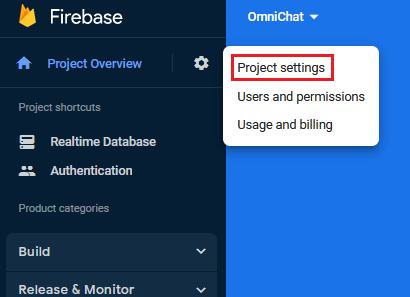 Firebase
OmniChat
Project Overview
Project settings
Users and permissions
Usage and billing
Project shortcuts
Realtime Database
Authentication
Product categories
Build
Release & Monitor